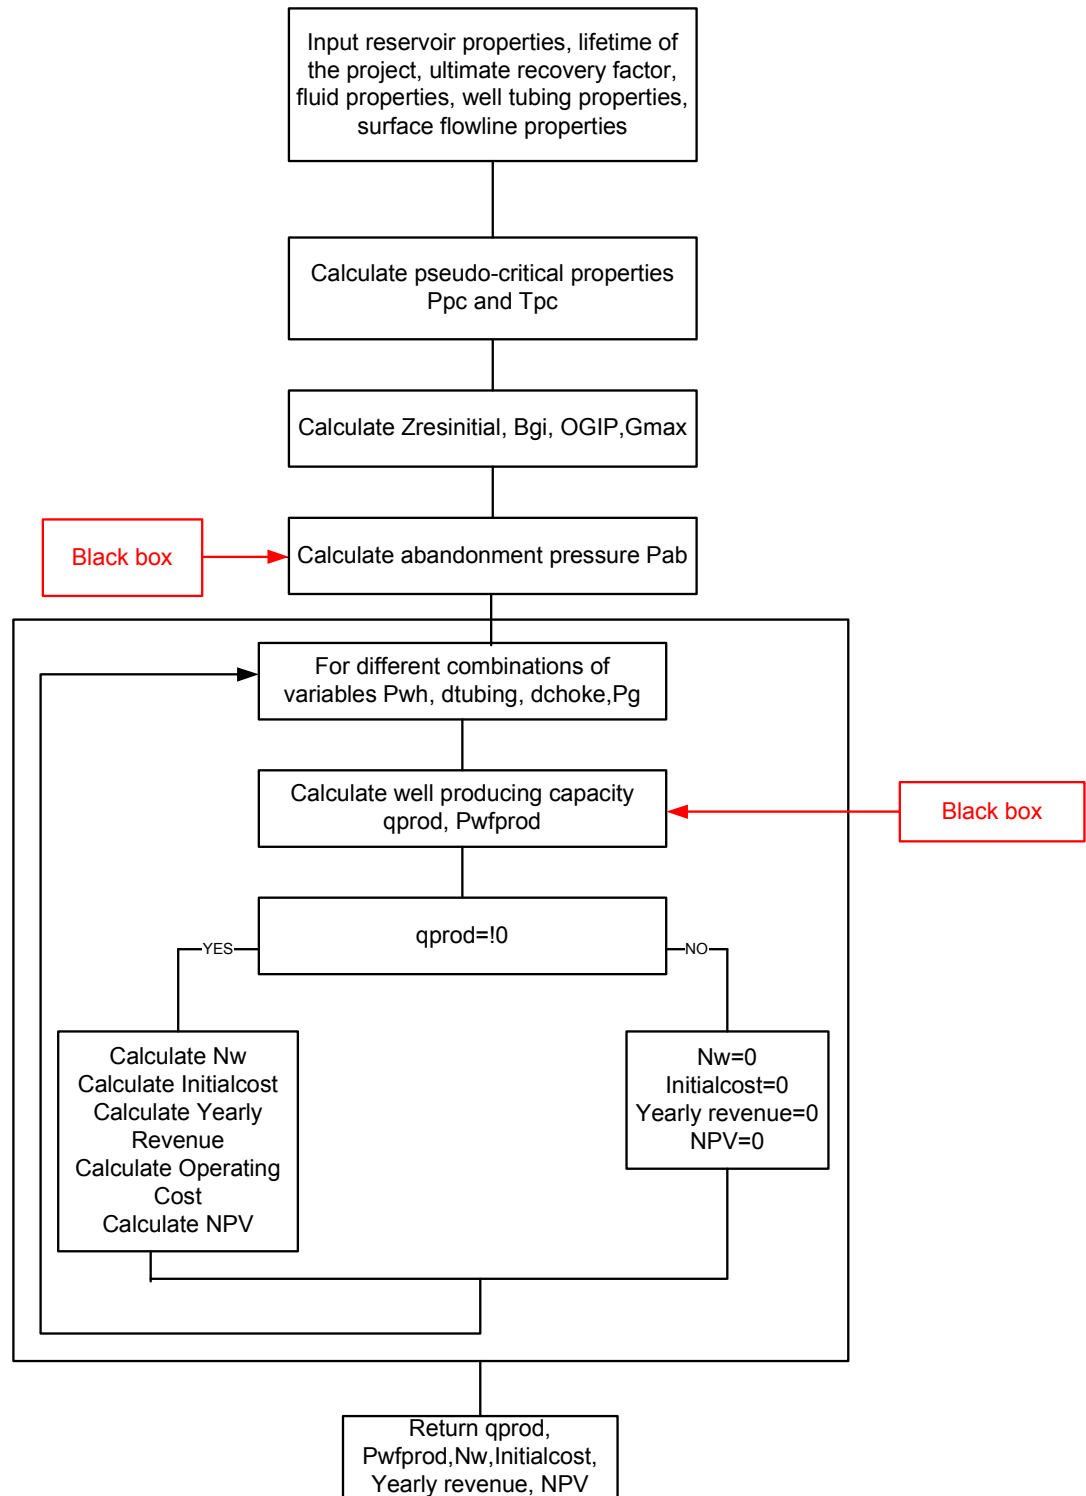 Input reservoir properties, lifetime of
the project, ultimate recovery factor,
fluid properties, well tubing properties,
surface flowline properties
Calculate pseudo-critical properties
Ppc and Tpc
Calculate Zresinitial, Bgi, OGIP,Gmax
Black box
Calculate abandonment pressure Pab
For different combinations of
variables Pwh, dtubing, dchoke,Pg
Calculate well producing capacity
qprod, Pwfprod
Black box
qprod=!0
YES
NO
Calculate Nw
Calculate Initialcost
Calculate Yearly
Revenue
Calculate Operating
Cost
Calculate NPV
Nw=0
Initialcost=0
Yearly revenue=0
NPV=0
Return qprod,
Pwfprod,Nw,Initialcost,
Yearly revenue, NPV